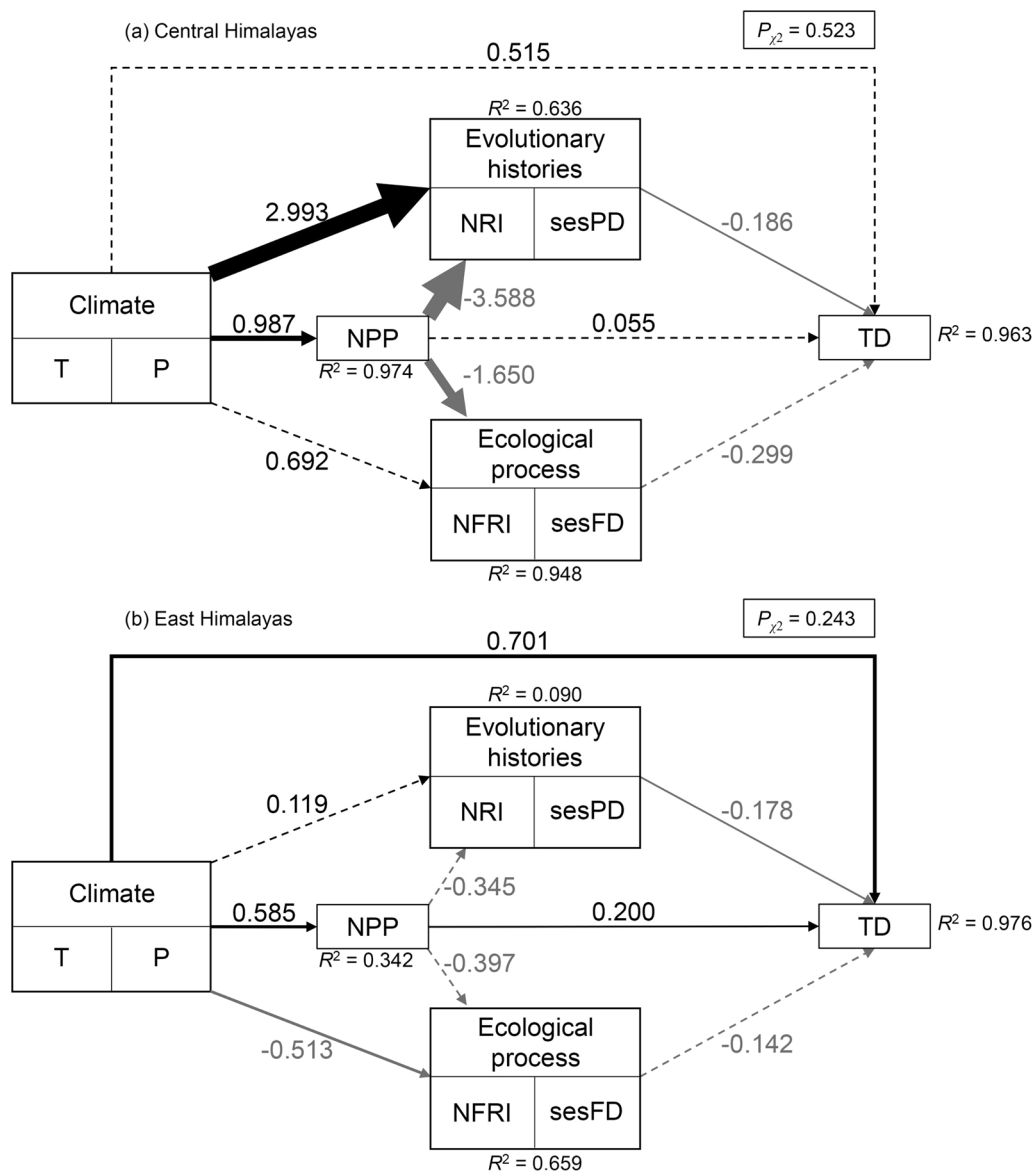 (a) Central Himalayas
Pχ2 = 0.523
0.515
R2 = 0.636
Evolutionary
histories
NRI
sesPD
2.993
-0.186
-3.588
Climate
T
P
0.987
NPP
R2 = 0.974
0.055
TD
R2 = 0.963
-1.650
0.692
Ecological
process
NFRI
sesFD
-0.299
R2 = 0.948
(b) East Himalayas
Pχ2 = 0.243
0.701
R2 = 0.090
Evolutionary
histories
NRI
sesPD
0.119
-0.178
-0.345
Climate
T
P
0.585
NPP
R2 = 0.342
0.200
TD
R2 = 0.976
-0.397
-0.513
Ecological
process
NFRI
sesFD
-0.142
R2 = 0.659